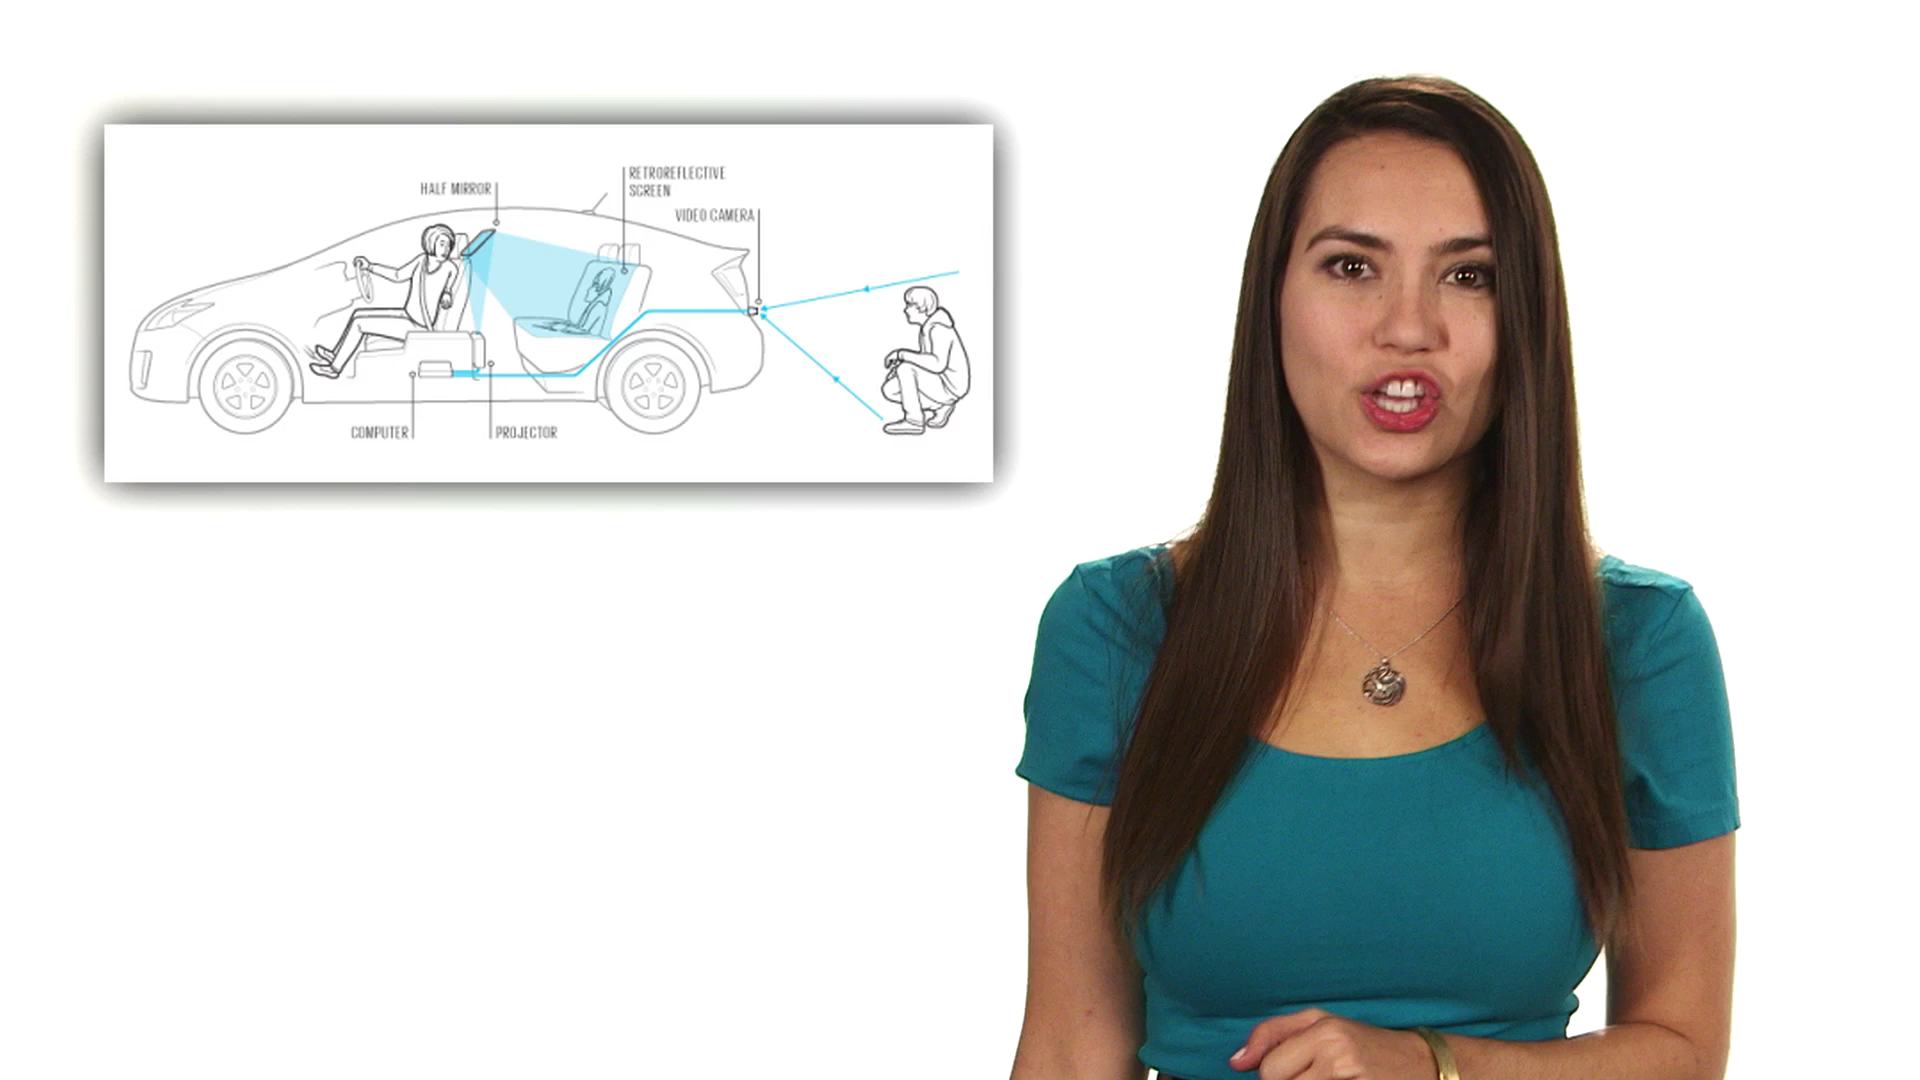 RETROREFLECTIVE
SCREEN
HALF MIRROR
VIDEO CAMERA
COMPUTER
PROJECTOR